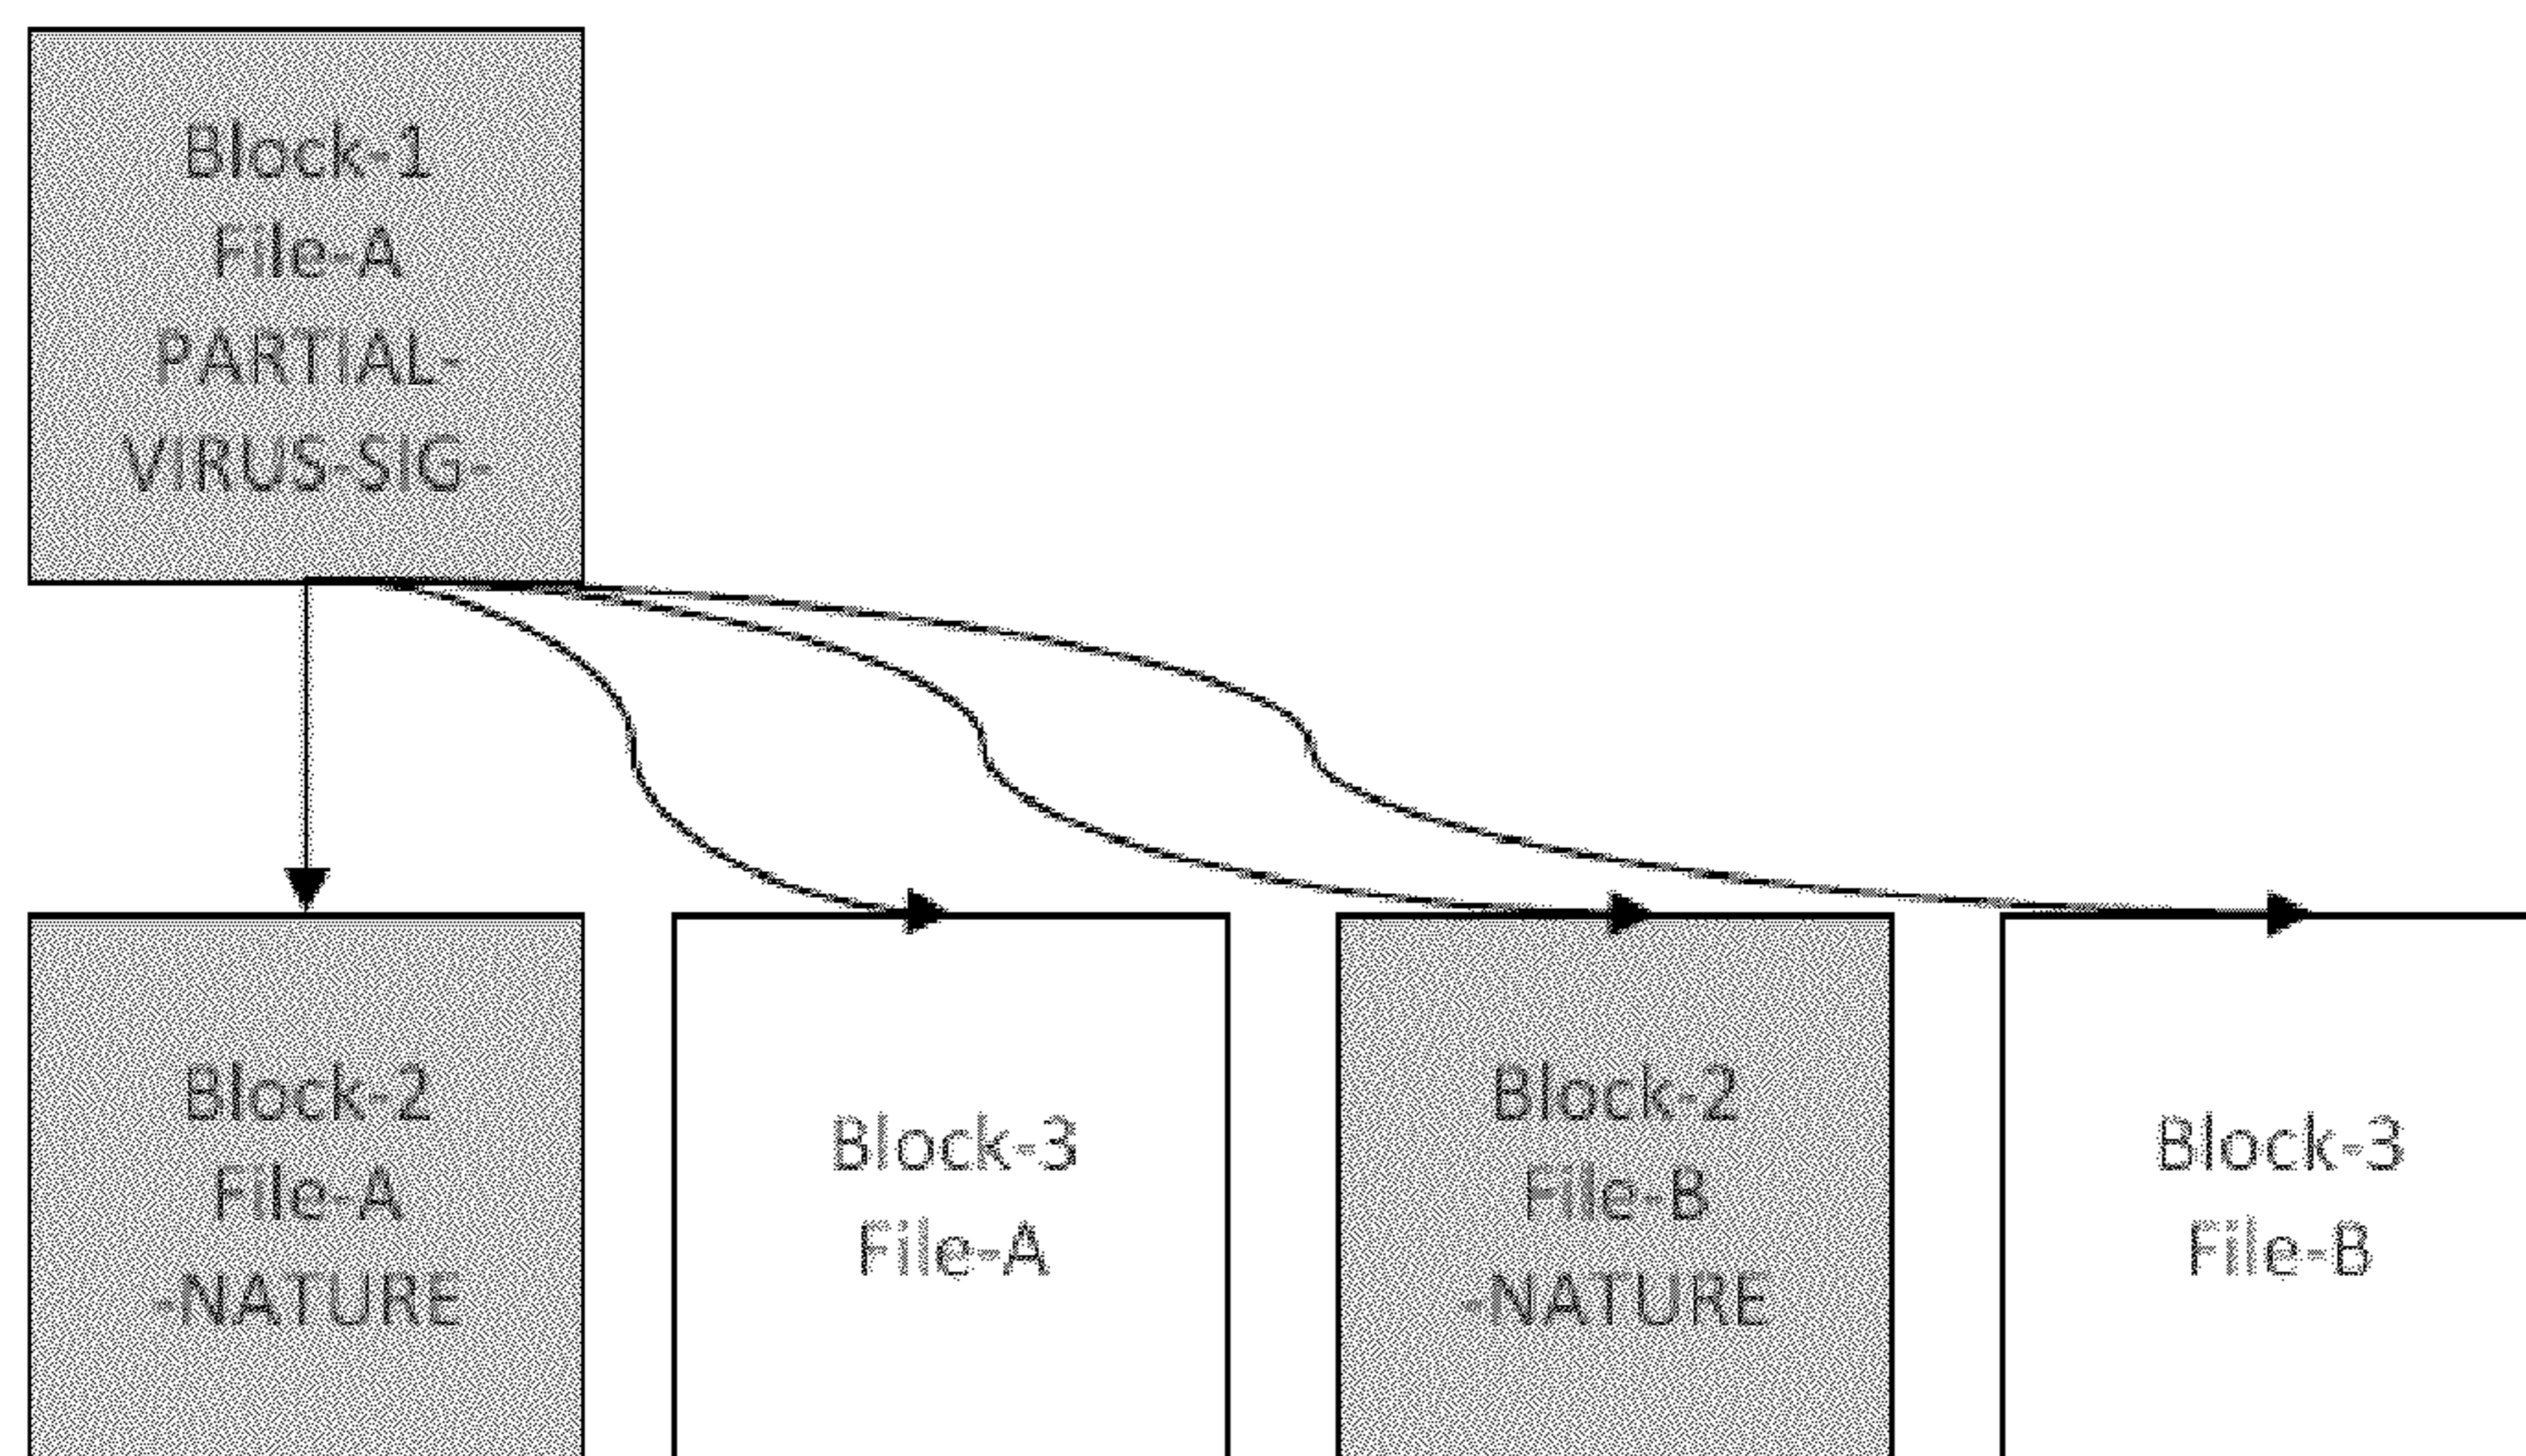 Block-1
File-A
PARTIAL-
VIRUS-SIG-
Block-2
File-A
-NATURE
Block-3
File-A
Block-2
File-B
-NATURE
Block-3
File-B